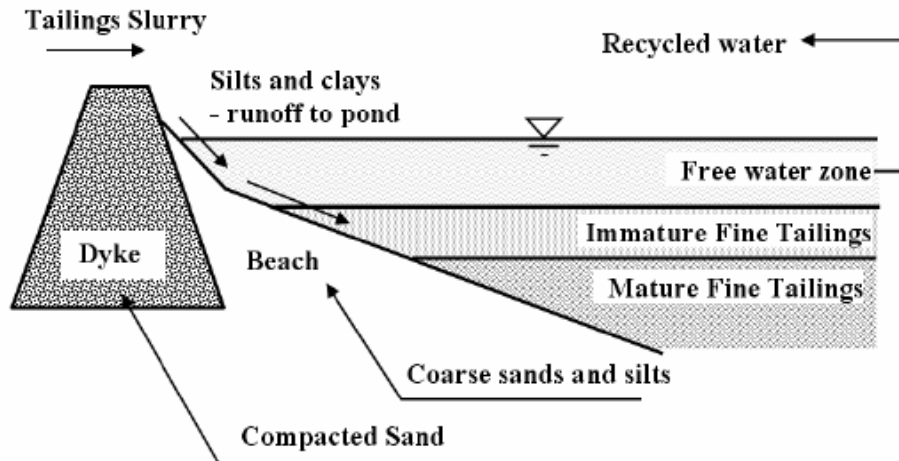 Tailings Slurry
Recycled water
Silts and clays
- runoff to pond
Free water zone
Immature Fine Tailings
Dyke
Beach
Mature Fine Tailings
Coarse sands and silts
Compacted Sand